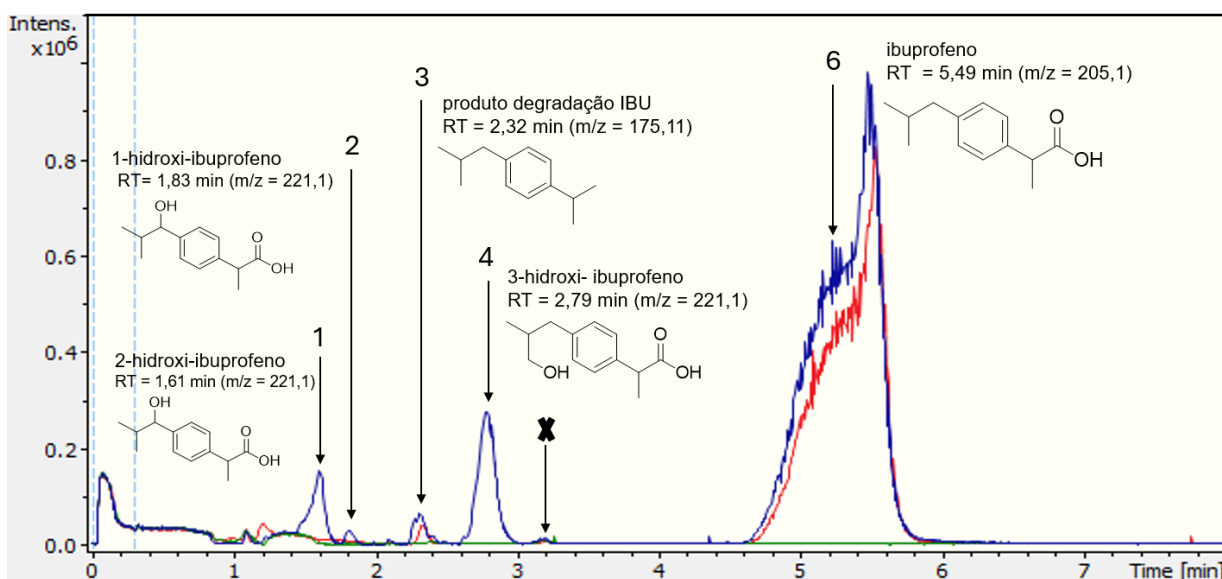 Intens.
x10⁶
0.8
0.6
0.4
0.2
0.0
1-hidroxi-ibuprofeno
RT= 1,83 min (m/z = 221,1)
OH
O
OH
2-hidroxi-ibuprofeno
RT = 1,61 min (m/z = 221,1)
OH
O
OH
1
2
3
produto degradação IBU
RT = 2,32 min (m/z = 175,11)
4
3-hidroxi- ibuprofeno
RT = 2,79 min (m/z = 221,1)
O
OH
OH
6
ibuprofeno
RT = 5,49 min (m/z = 205,1)
O
OH
0 1 2 3 4 5 6 7 Time [min]